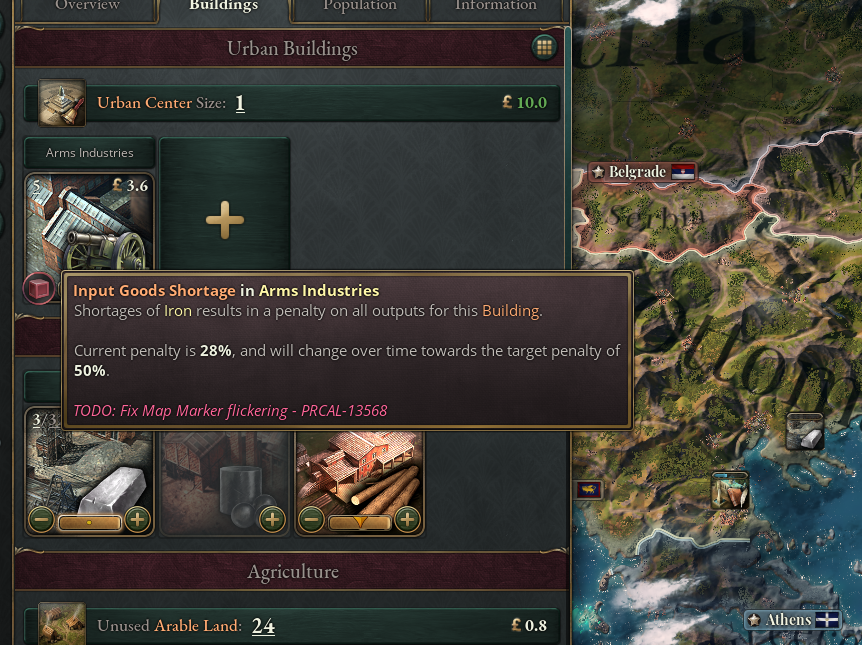 Overview Buildings Population Information
Urban Buildings
Urban Center Size: 1 £ 10.0
Arms Industries
5 £ 3.6
Belgrade
Serbia
Input Goods Shortage in Arms Industries
Shortages of Iron results in a penalty on all outputs for this Building.
Current penalty is 28%, and will change over time towards the target penalty of
50%.
TODO: Fix Map Marker flickering - PRCAL-13568
3/3
Agriculture
Unused Arable Land: 24 £ 0.8
Athens